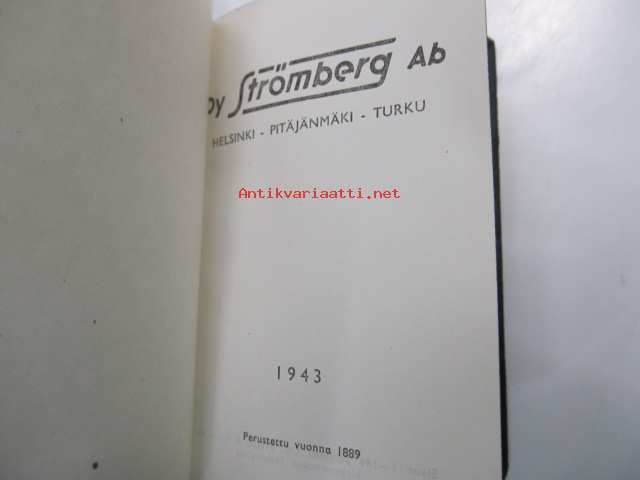 Oy Strömberg Ab
HELSINKI - PITÄJÄNMÄKI - TURKU
Antikvariaatti.net
1943
Perustettu vuonna 1889